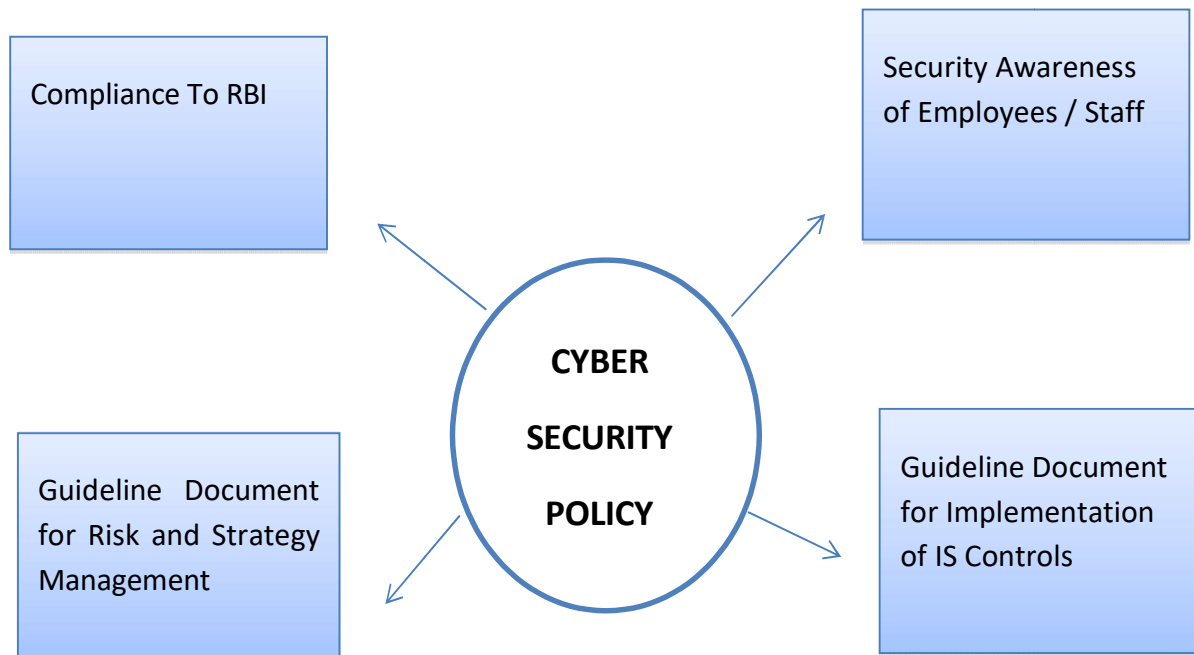 Compliance To RBI
Security Awareness
of Employees / Staff
CYBER
SECURITY
POLICY
Guideline Document
for Risk and Strategy
Management
Guideline Document
for Implementation
of IS Controls